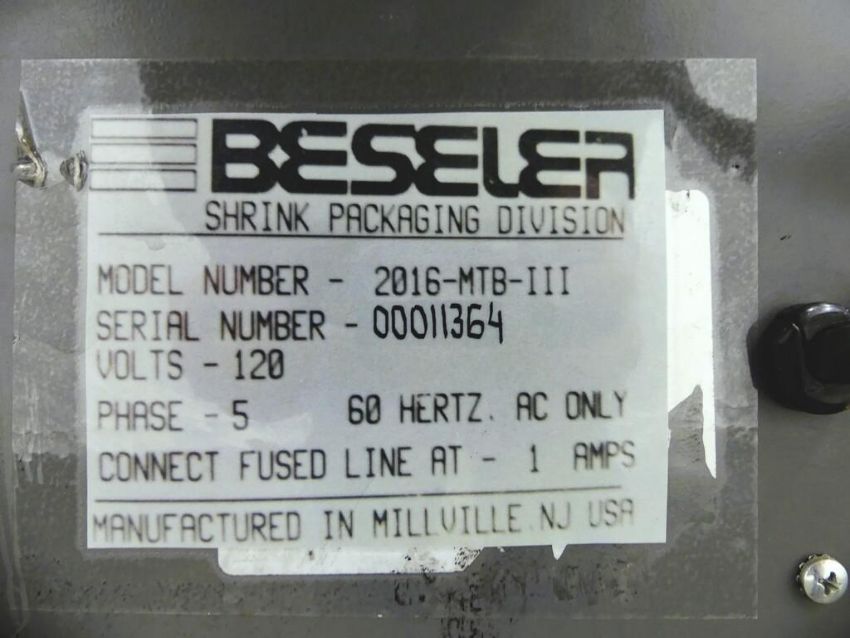 BESELER
SHRINK PACKAGING DIVISION
MODEL NUMBER - 2016-MTB-III
SERIAL NUMBER - 00011364
VOLTS - 120
PHASE - 5 60 HERTZ. AC ONLY
CONNECT FUSED LINE AT - 1 AMPS
MANUFACTURED IN MILLVILLE NJ USA